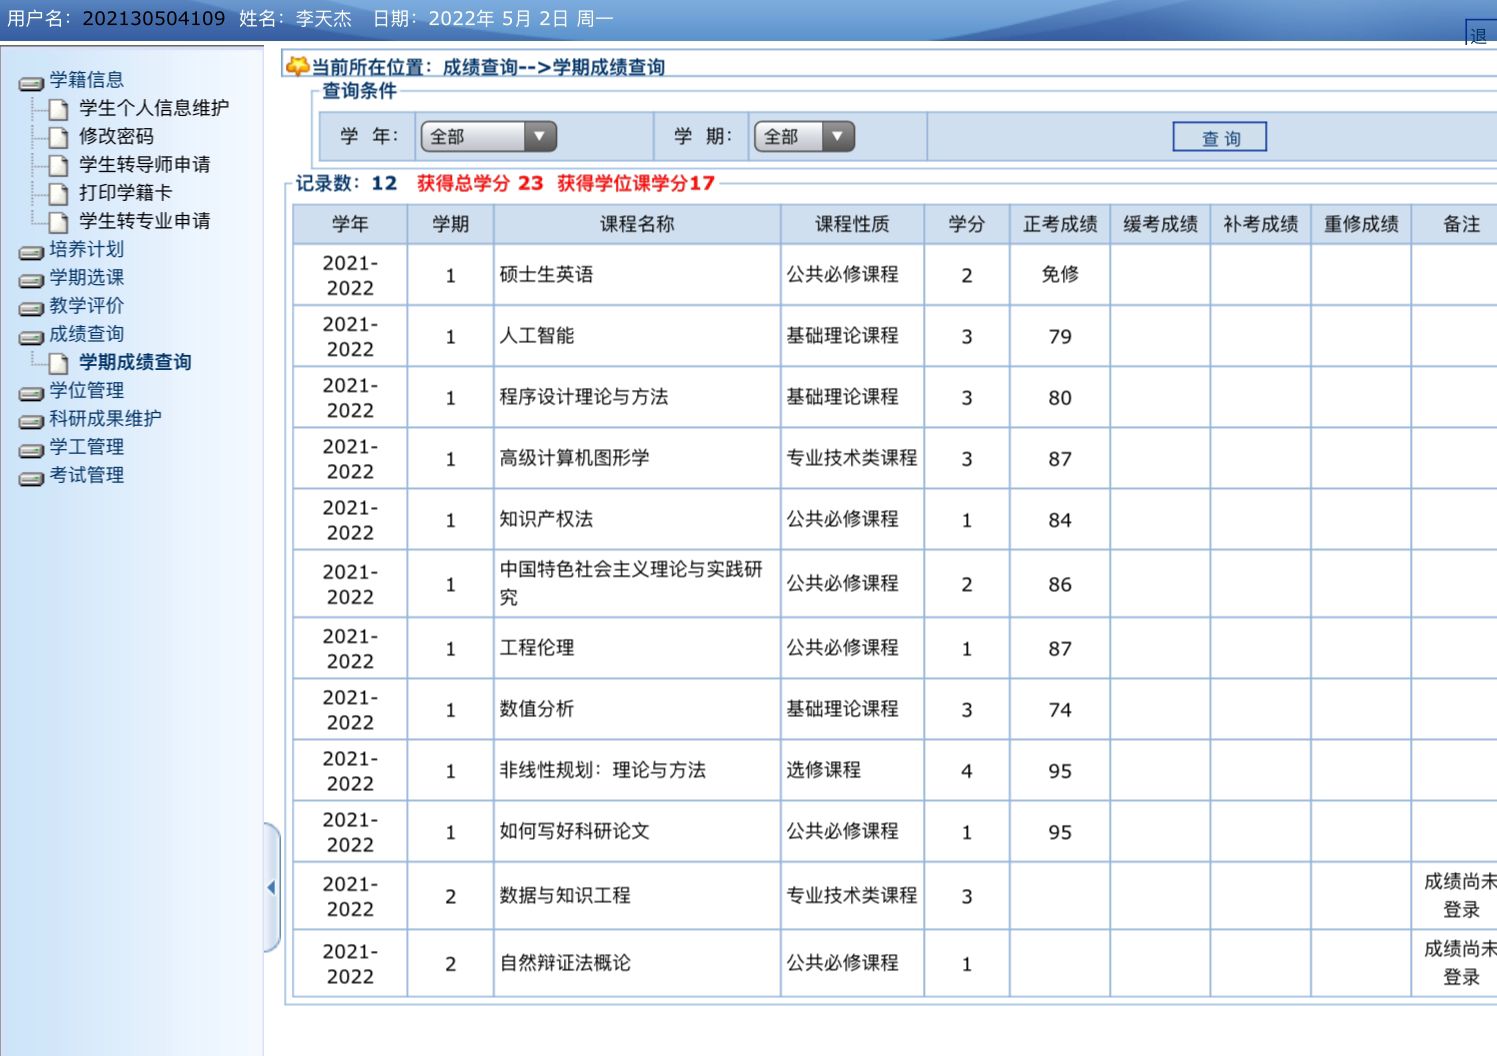 用户名：202130504109 姓名：李天杰 日期：2022年 5月 2日 周一
退
学籍信息
学生个人信息维护
修改密码
学生转导师申请
打印学籍卡
学生转专业申请
培养计划
学期选课
教学评价
成绩查询
学期成绩查询
学位管理
科研成果维护
学工管理
考试管理
当前所在位置：成绩查询-->学期成绩查询
查询条件
学 年： 全部 学 期： 全部 查 询
记录数：12 获得总学分 23 获得学位课学分17
学年 学期 课程名称 课程性质 学分 正考成绩 缓考成绩 补考成绩 重修成绩 备注
2021-
2022 1 硕士生英语 公共必修课程 2 免修
2021-
2022 1 人工智能 基础理论课程 3 79
2021-
2022 1 程序设计理论与方法 基础理论课程 3 80
2021-
2022 1 高级计算机图形学 专业技术类课程 3 87
2021-
2022 1 知识产权法 公共必修课程 1 84
2021-
2022 1 中国特色社会主义理论与实践研
究 公共必修课程 2 86
2021-
2022 1 工程伦理 公共必修课程 1 87
2021-
2022 1 数值分析 基础理论课程 3 74
2021-
2022 1 非线性规划：理论与方法 选修课程 4 95
2021-
2022 1 如何写好科研论文 公共必修课程 1 95
2021-
2022 2 数据与知识工程 专业技术类课程 3 成绩尚未
登录
2021-
2022 2 自然辩证法概论 公共必修课程 1 成绩尚未
登录